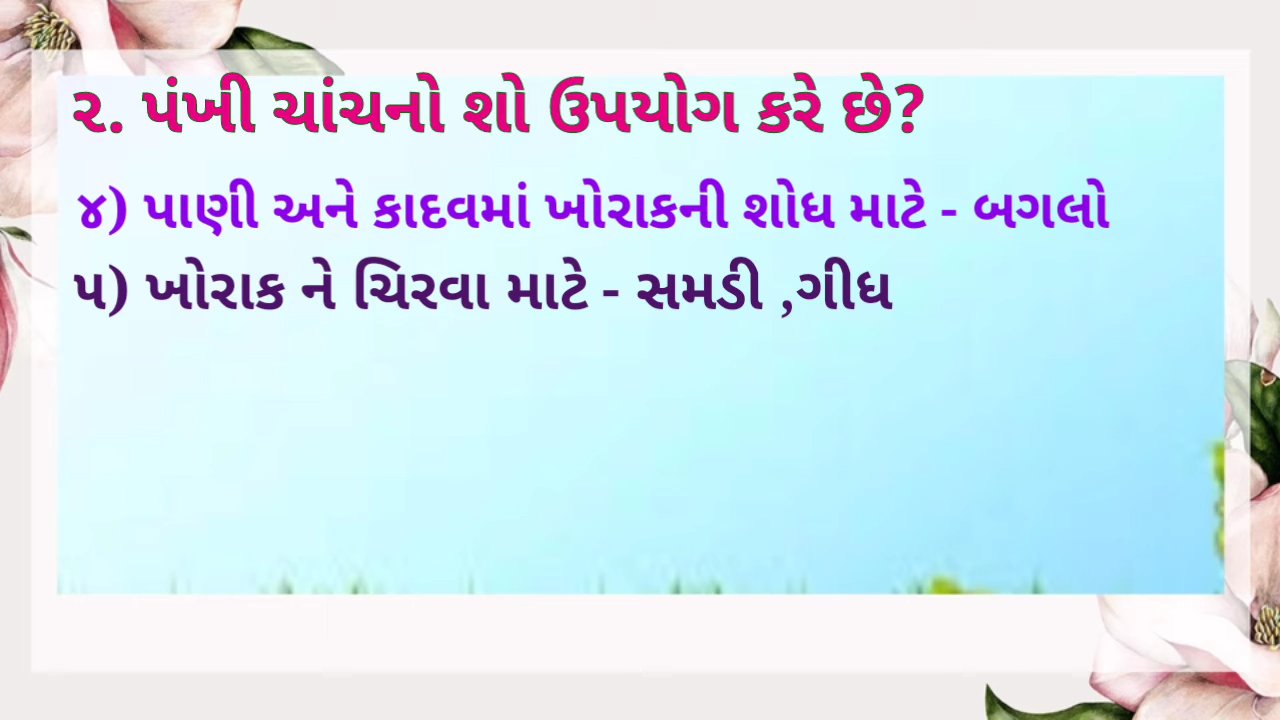 ૨. પંખી ચાંચનો શો ઉપયોગ કરે છે?
૪) પાણી અને કાદવમાં ખોરાકની શોધ માટે - બગલો
૫) ખોરાક ને ચિરવા માટે - સમડી ,ગીધ